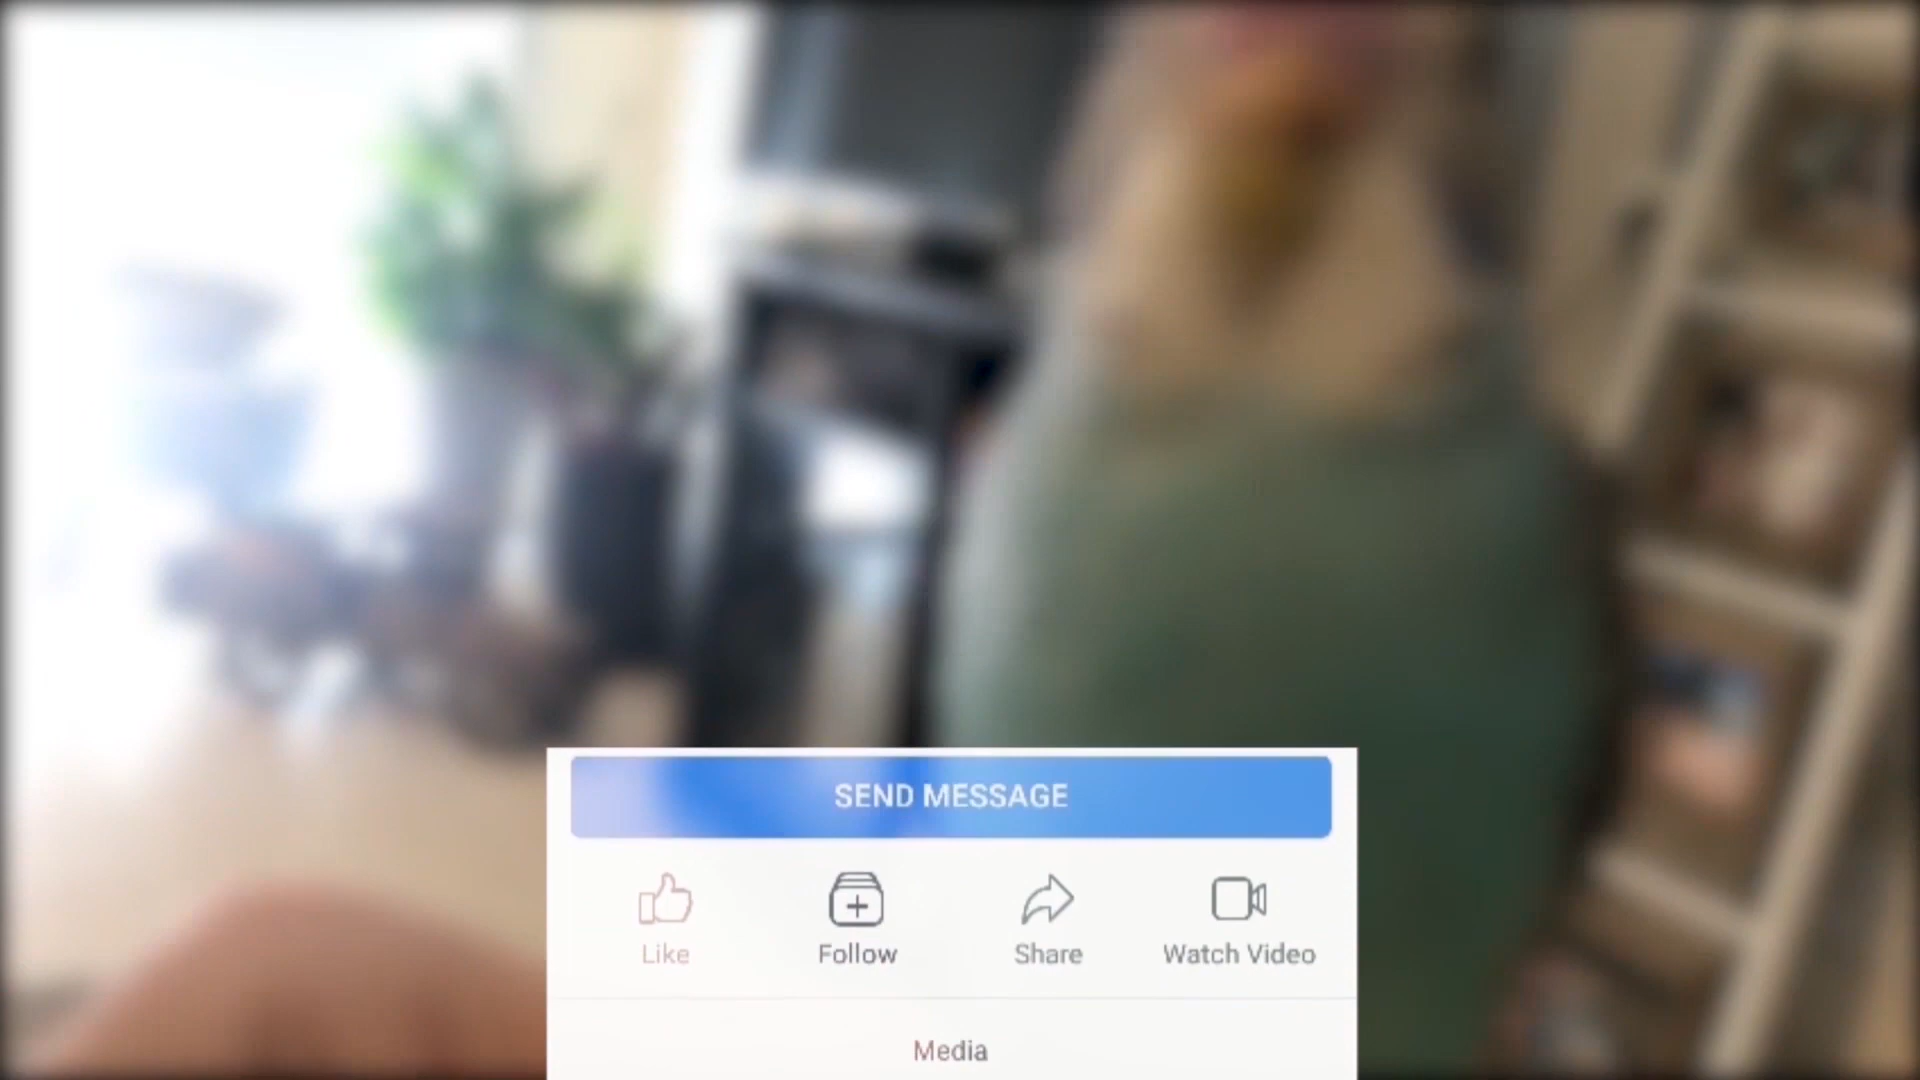 SEND MESSAGE
Like
Follow
Share
Watch Video
Media